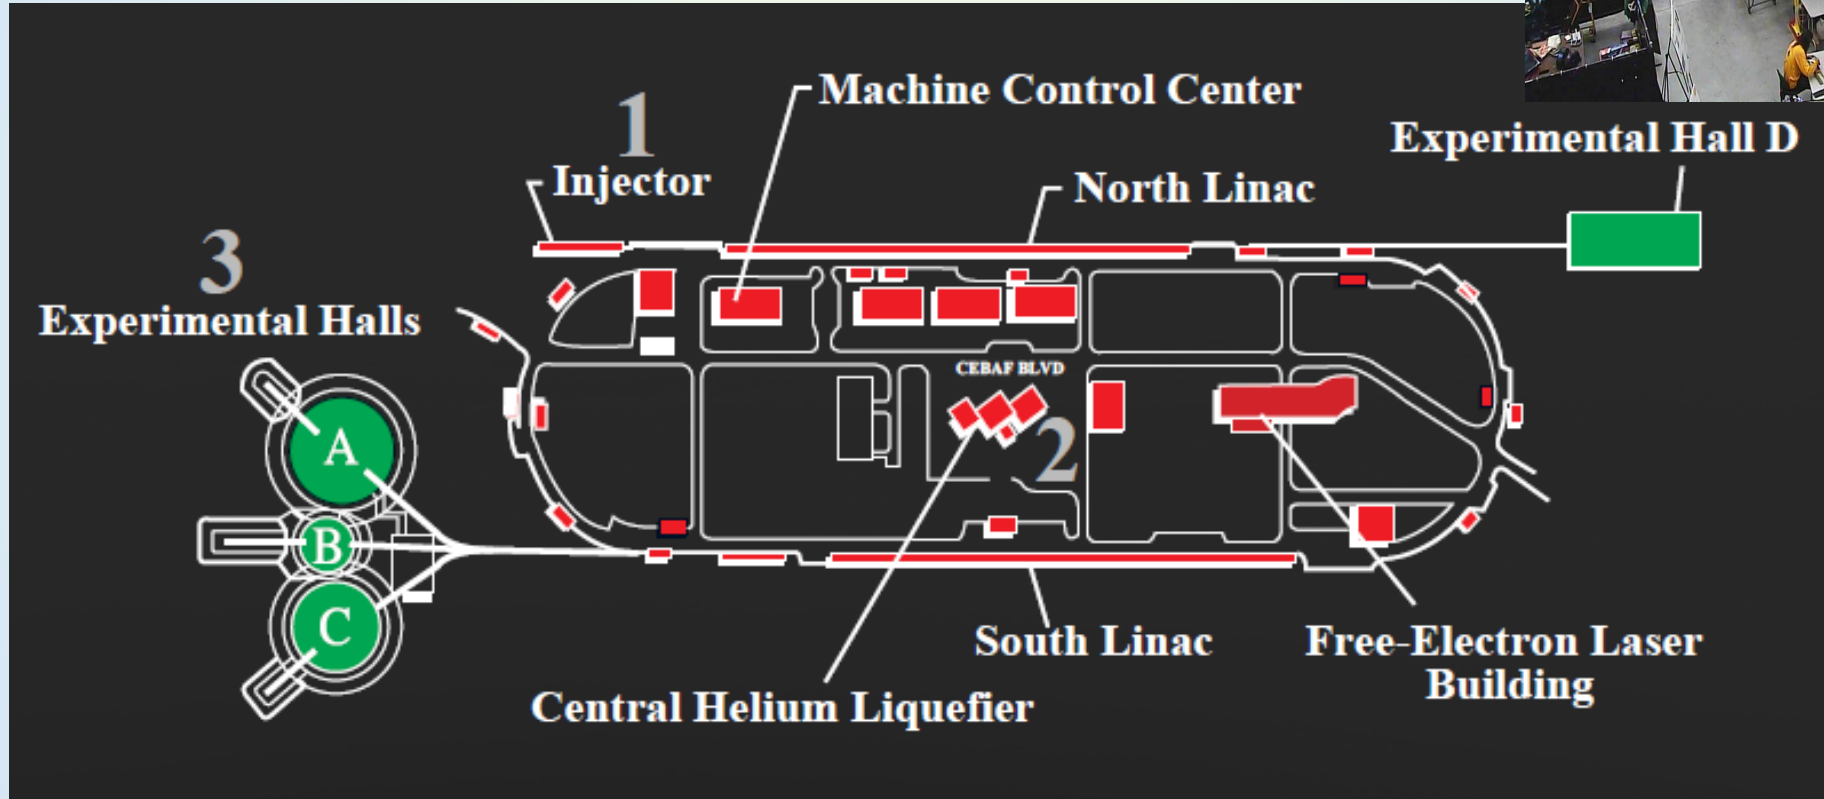 Machine Control Center
1
Injector
North Linac
Experimental Hall D
3
Experimental Halls
CEBAF BLVD
2
A
B
C
South Linac
Free-Electron Laser
Building
Central Helium Liquefier